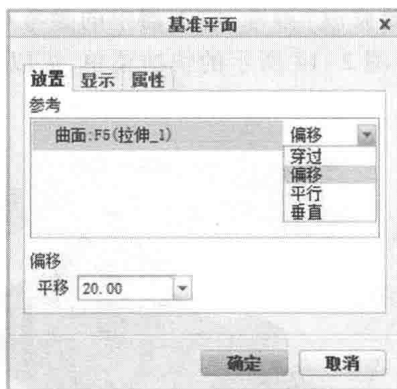 基准平面 ×
放置 显示 属性
参考
曲面:F5(拉伸_1) 偏移
穿过
偏移
平行
垂直
偏移
平移 20.00
确定 取消